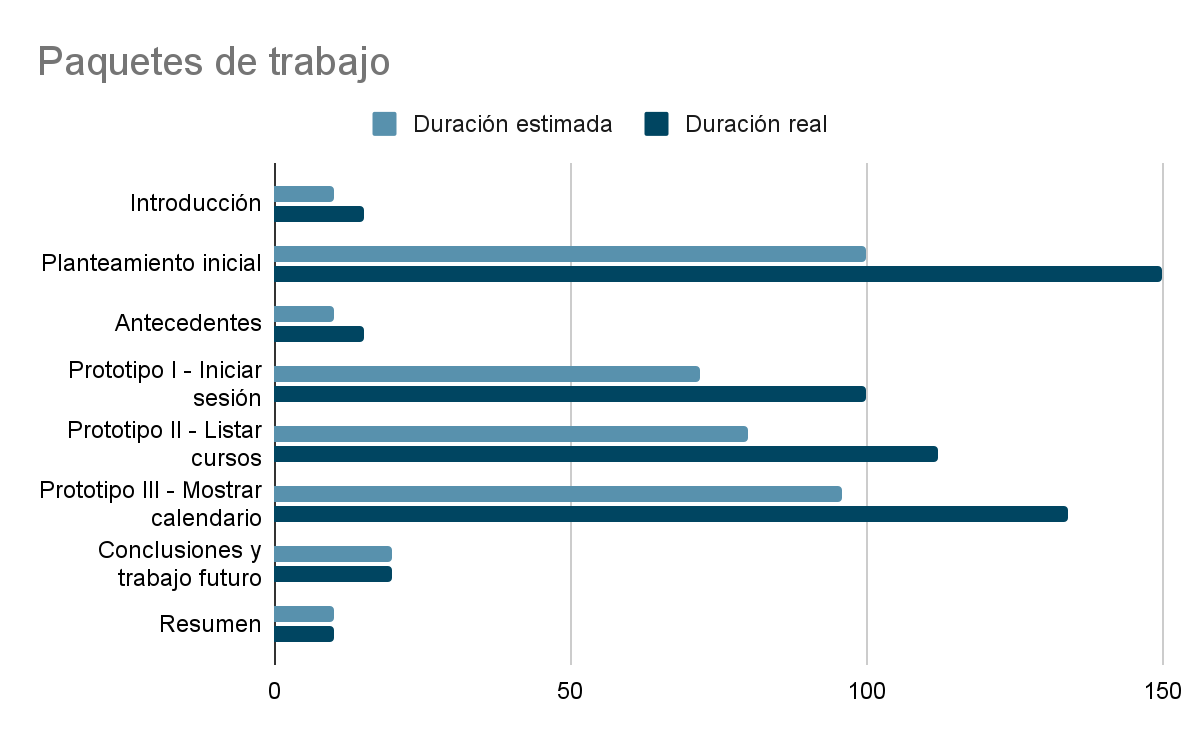 Paquetes de trabajo
Duración estimada
Duración real
Introducción
Planteamiento inicial
Antecedentes
Prototipo I - Iniciar
sesión
Prototipo II - Listar
cursos
Prototipo III - Mostrar
calendario
Conclusiones y
trabajo futuro
Resumen
0
50
100
150